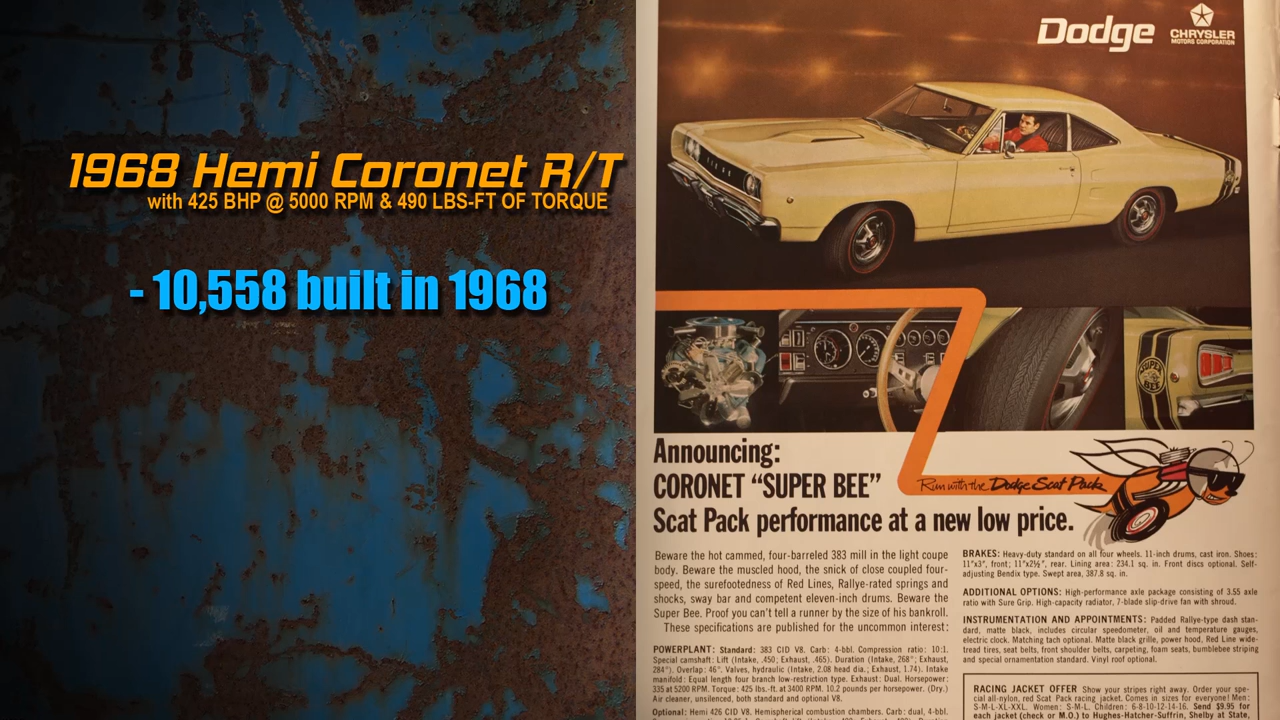 1968 Hemi Coronet R/T
with 425 BHP @ 5000 RPM & 490 LBS-FT OF TORQUE
- 10,558 built in 1968
Dodge
CHRYSLER
MOTORS CORPORATION
SUPER
BEE
Announcing:
CORONET “SUPER BEE”
Scat Pack performance at a new low price.
Run with the Dodge Scat Pack
Beware the hot cammed, four-barreled 383 mill in the light coupe
body. Beware the muscled hood, the snick of close coupled four-
speed, the surefootedness of Red Lines, Rallye-rated springs and
shocks, sway bar and competent eleven-inch drums. Beware the
Super Bee. Proof you can't tell a runner by the size of his bankroll.
These specifications are published for the uncommon interest:
POWERPLANT: Standard: 383 CID V8. Carb: 4-bbl. Compression ratio: 10:1.
Special camshaft: Lift (Intake, .450; Exhaust, .465). Duration (Intake, 268°; Exhaust,
284°). Overlap: 46°. Valves, hydraulic (Intake, 2.08 head dia.; Exhaust, 1.74). Intake
manifold: Equal length four branch low-restriction type. Exhaust: Dual. Horsepower:
335 at 5200 RPM. Torque: 425 lbs.-ft. at 3400 RPM. 10.2 pounds per horsepower. (Dry.)
Air cleaner, unsilenced, both standard and optional V8.
Optional: Hemi 426 CID V8. Hemispherical combustion chambers. Carb: dual, 4-bbl.
BRAKES: Heavy-duty standard on all four wheels. 11-inch drums, cast iron. Shoes:
11"x3", front; 11"x2½", rear. Lining area: 234.1 sq. in. Front discs optional. Self-
adjusting Bendix type. Swept area, 387.8 sq. in.
ADDITIONAL OPTIONS: High-performance axle package consisting of 3.55 axle
ratio with Sure Grip. High-capacity radiator, 7-blade slip-drive fan with shroud.
INSTRUMENTATION AND APPOINTMENTS: Padded Rallye-type dash stan-
dard, matte black, includes circular speedometer, oil and temperature gauges,
electric clock. Matching tach optional. Matte black grille, power hood, Red Line wide-
tread tires, seat belts, front shoulder belts, carpeting, foam seats, bumblebee striping
and special ornamentation standard. Vinyl roof optional.
RACING JACKET OFFER Show your stripes right away. Order your spe-
cial all-nylon, red Scat Pack racing jacket. Comes in sizes for everyone! Men:
S-M-L-XL-XXL. Women: S-M-L. Children: 6-8-10-12-14-16. Send $9.95 for
each jacket (check or M.O.) to Hughes-Hatcher-Suffrin, Shelby at State,